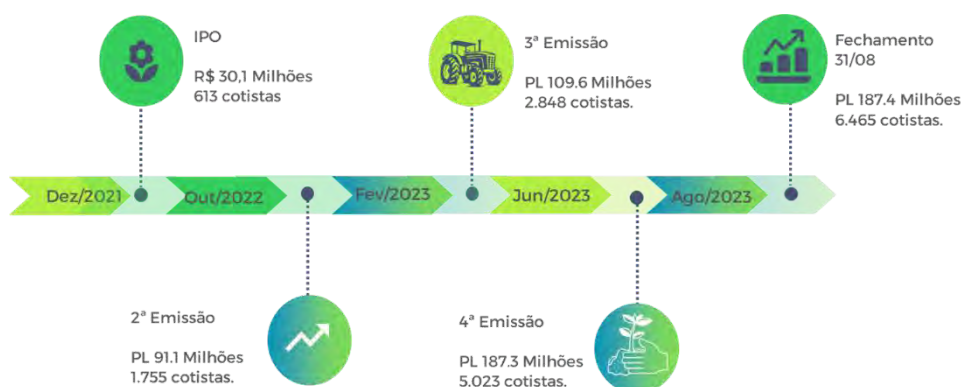 IPO
R$ 30,1 Milhões
613 cotistas
3ª Emissão
PL 109.6 Milhões
2.848 cotistas.
Fechamento
31/08
PL 187.4 Milhões
6.465 cotistas.
Dez/2021
Out/2022
Fev/2023
Jun/2023
Ago/2023
2ª Emissão
PL 91.1 Milhões
1.755 cotistas.
4ª Emissão
PL 187.3 Milhões
5.023 cotistas.